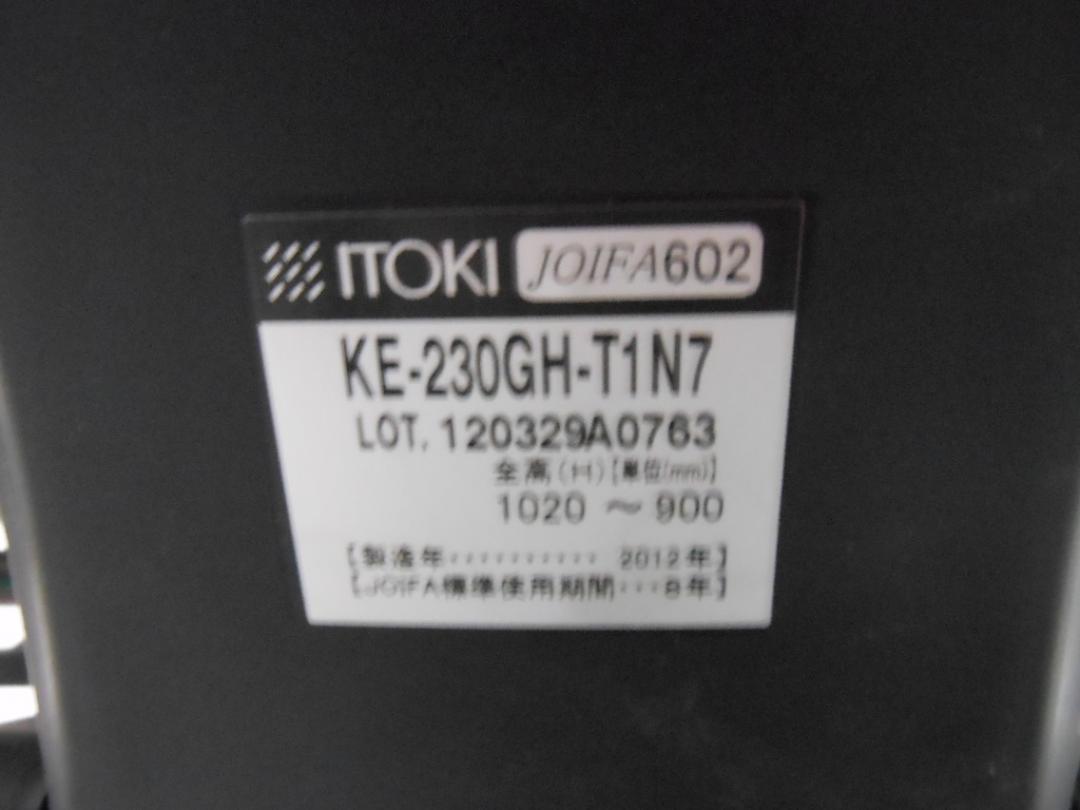 ITOKI JOIFA602
KE-230GH-T1N7
LOT. 120329A0763
全高(H)[単位(mm)]
1020 ～ 900
[製造年・・・・・・・・・・ 2012年]
[JOIFA標準使用期間・・・8年]